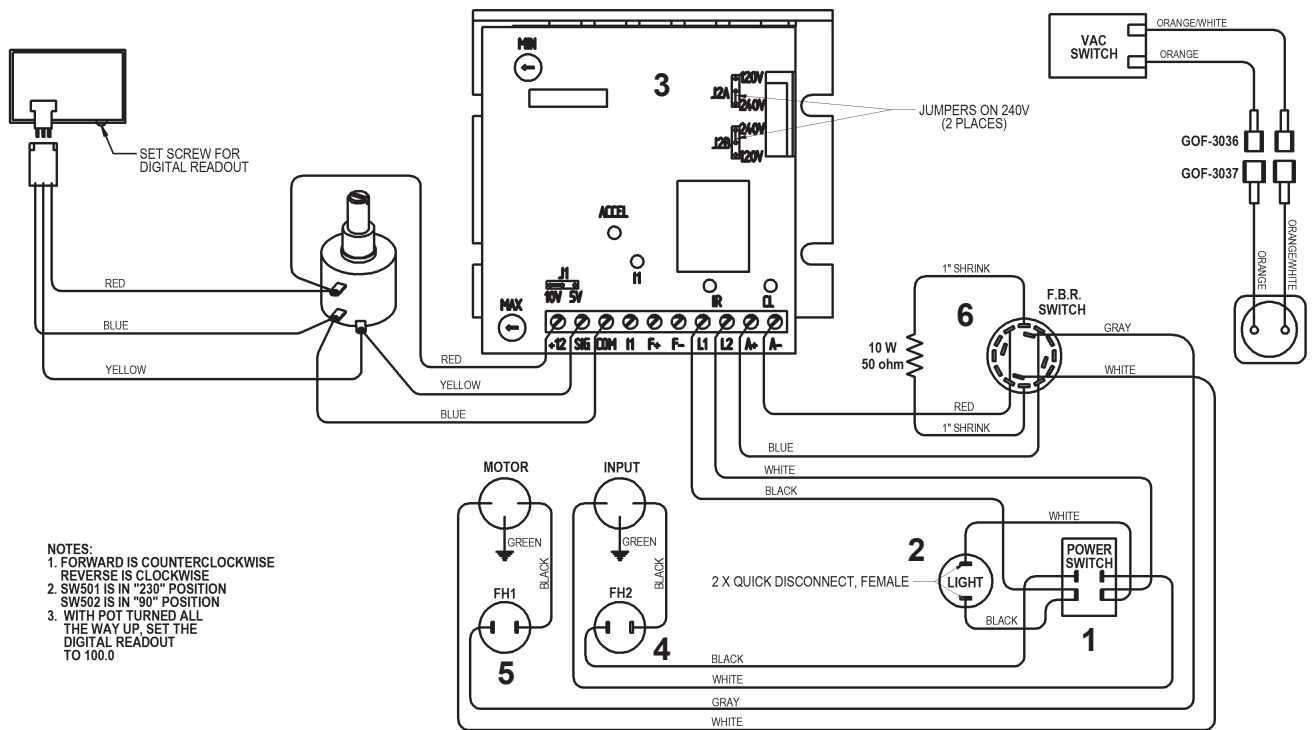 SET SCREW FOR
DIGITAL READOUT
RED
BLUE
YELLOW
MIN
3
120V
J2A
240V
240V
J2B
120V
JUMPERS ON 240V
(2 PLACES)
ACCEL
I1
J1
10V 5V
MAX
IR
CL
+12 SIG COM I1 F+ F- L1 L2 A+ A-
RED
YELLOW
BLUE
VAC
SWITCH
ORANGE/WHITE
ORANGE
GOF-3036
GOF-3037
ORANGE
ORANGE/WHITE
1" SHRINK
6
F.B.R.
SWITCH
10 W
50 ohm
GRAY
WHITE
RED
1" SHRINK
BLUE
WHITE
BLACK
MOTOR
INPUT
GREEN
GREEN
BLACK
BLACK
FH1
FH2
5
4
2
2 X QUICK DISCONNECT, FEMALE
LIGHT
WHITE
POWER
SWITCH
BLACK
1
BLACK
WHITE
GRAY
WHITE
NOTES:
1. FORWARD IS COUNTERCLOCKWISE
REVERSE IS CLOCKWISE
2. SW501 IS IN "230" POSITION
SW502 IS IN "90" POSITION
3. WITH POT TURNED ALL
THE WAY UP, SET THE
DIGITAL READOUT
TO 100.0